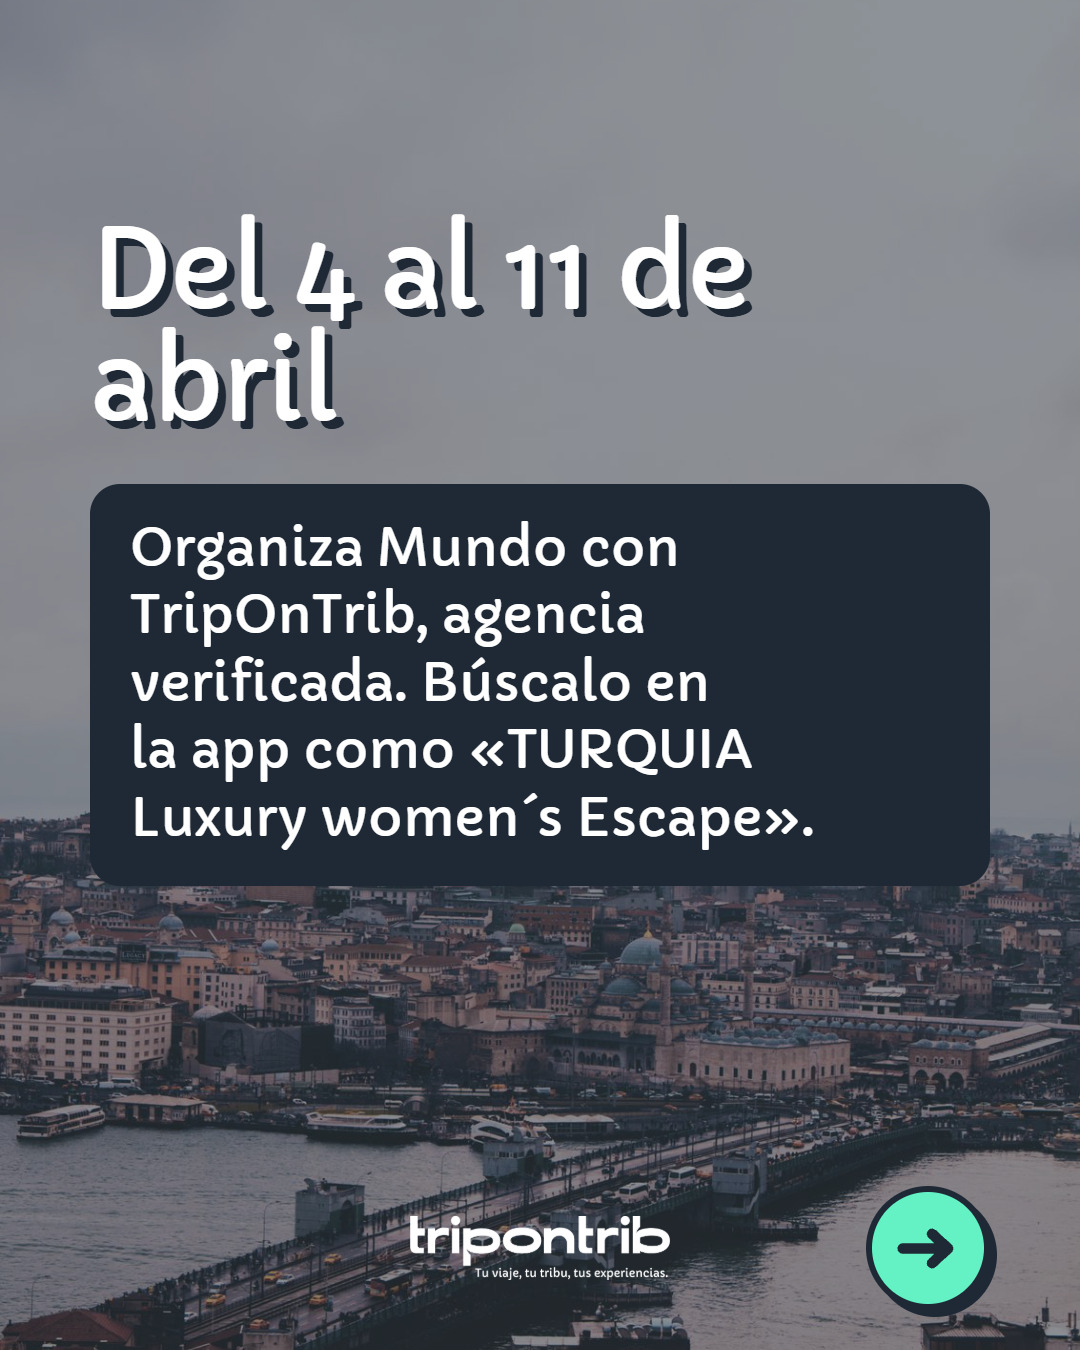 Del 4 al 11 de
abril
Organiza Mundo con
TripOnTrib, agencia
verificada. Búscalo en
la app como «TURQUIA
Luxury women´s Escape».
tripontrib
Tu viaje, tu tribu, tus experiencias.